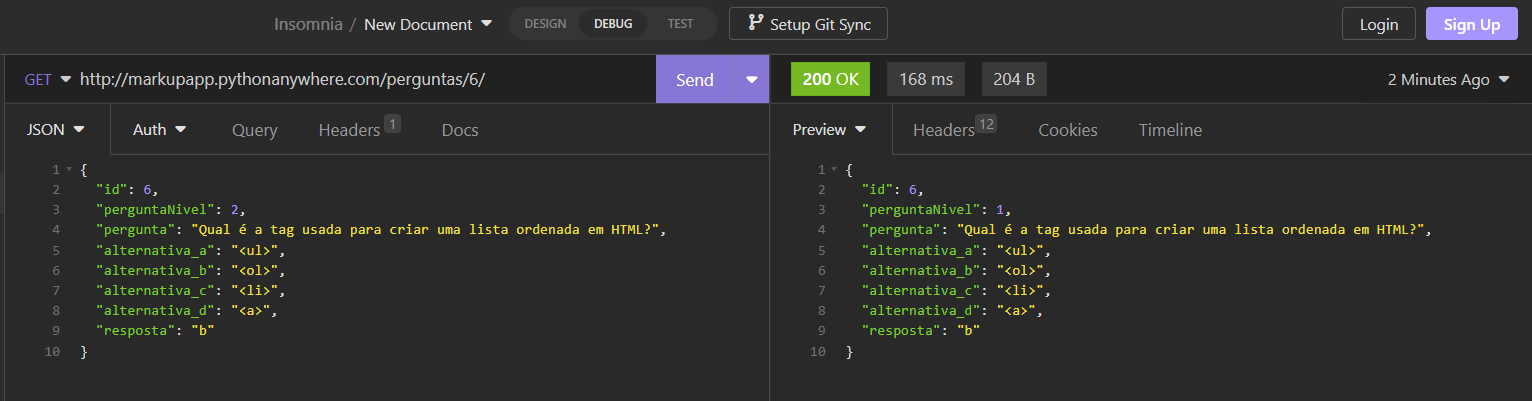 Insomnia / New Document DESIGN DEBUG TEST Setup Git Sync Login Sign Up
GET http://markupapp.pythonanywhere.com/perguntas/6/ Send 200 OK 168 ms 204 B 2 Minutes Ago
JSON Auth Query Headers 1 Docs
1 {
2 "id": 6,
3 "perguntaNivel": 2,
4 "pergunta": "Qual é a tag usada para criar uma lista ordenada em HTML?",
5 "alternativa_a": "<ul>",
6 "alternativa_b": "<ol>",
7 "alternativa_c": "<li>",
8 "alternativa_d": "<a>",
9 "resposta": "b"
10 }
Preview Headers 12 Cookies Timeline
1 {
2 "id": 6,
3 "perguntaNivel": 1,
4 "pergunta": "Qual é a tag usada para criar uma lista ordenada em HTML?",
5 "alternativa_a": "<ul>",
6 "alternativa_b": "<ol>",
7 "alternativa_c": "<li>",
8 "alternativa_d": "<a>",
9 "resposta": "b"
10 }